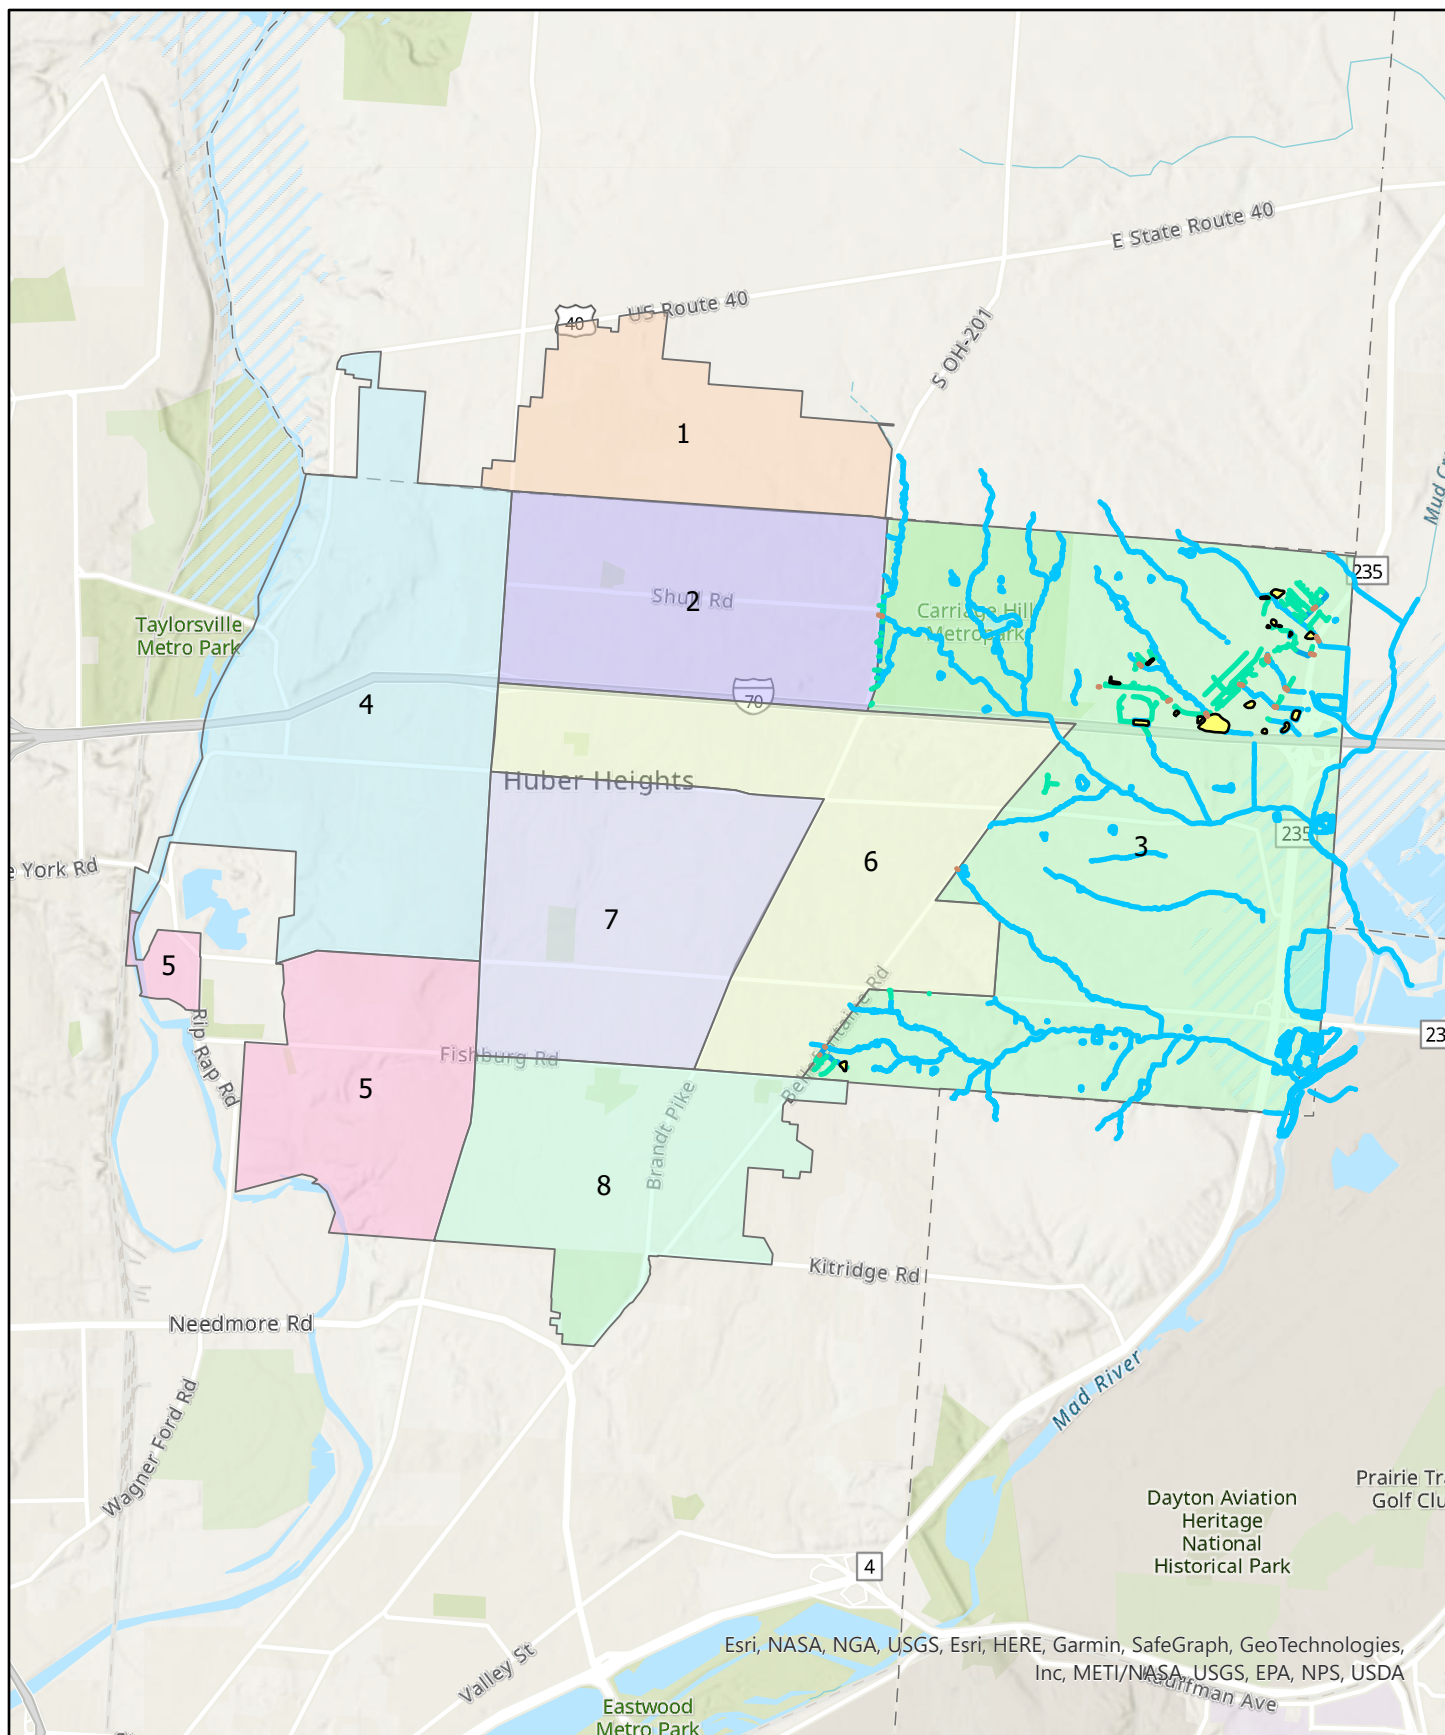 E State Route 40
US Route 40
40
S OH-201
1
Mud
235
2
Shull Rd
Carriage Hill
Metropark
Taylorsville
Metro Park
70
4
Huber Heights
235
3
6
e York Rd
7
5
Rip Rap Rd
Fishburg Rd
5
Bellefontaine Rd
23
Brandt Pike
8
Kitridge Rd
Needmore Rd
Mad River
Wagner Ford Rd
Prairie Tra
Golf Clu
Dayton Aviation
Heritage
National
Historical Park
4
Valley St
Esri, NASA, NGA, USGS, Esri, HERE, Garmin, SafeGraph, GeoTechnologies,
Inc, METI/NASA, USGS, EPA, NPS, USDA
Kauffman Ave
Eastwood
Metro Park